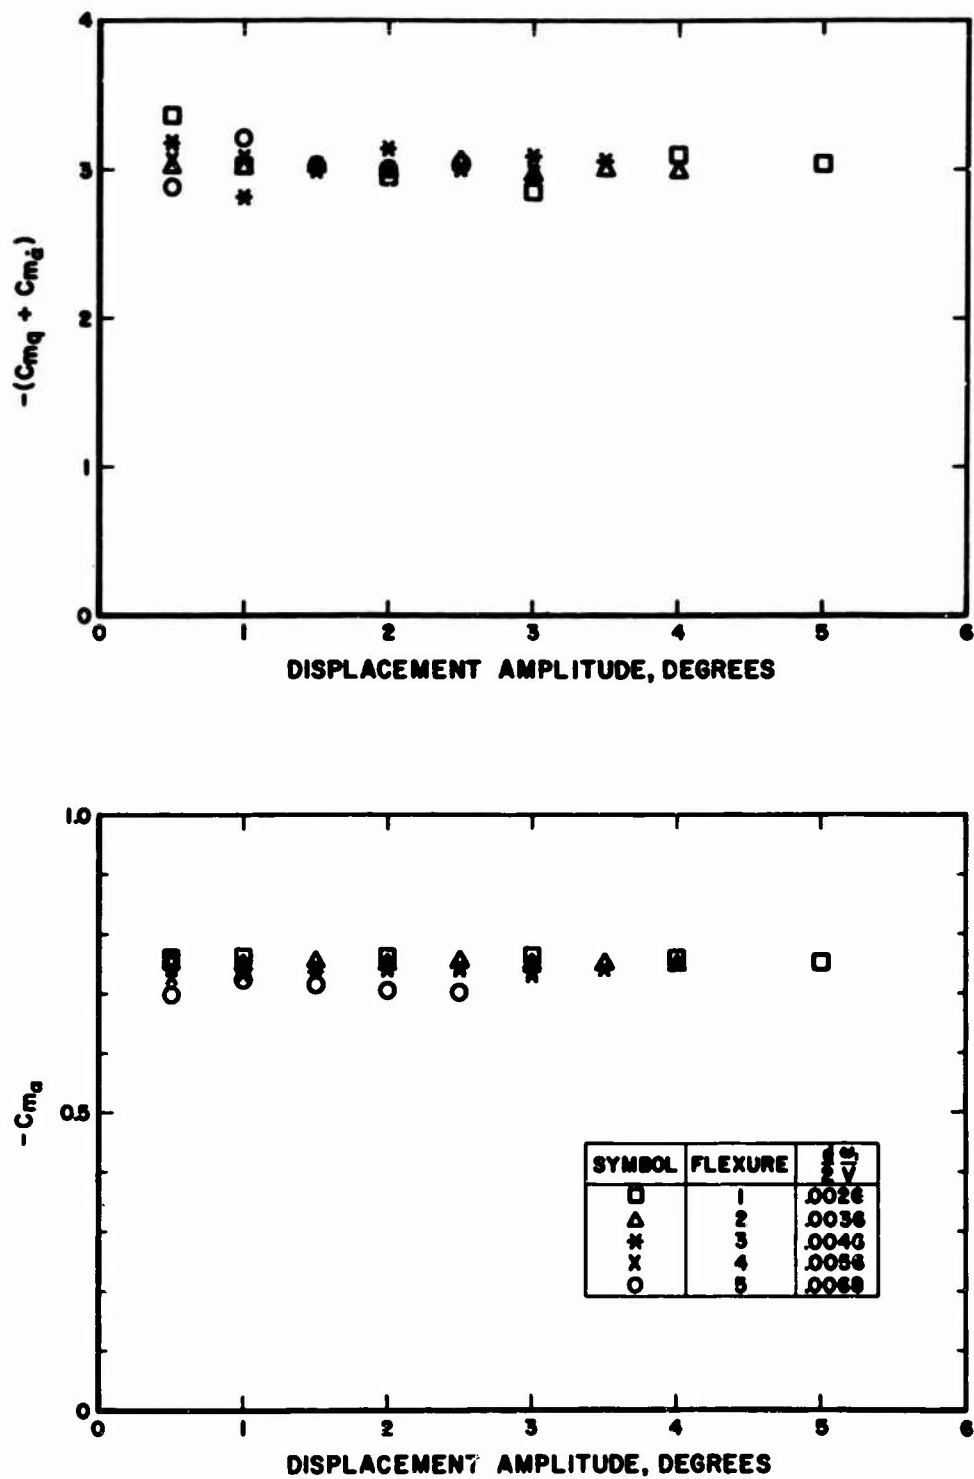 4
3
2
1
0
-(Cmq + Cmα̇)
0 1 2 3 4 5 6
DISPLACEMENT AMPLITUDE, DEGREES
1.0
0.5
0
-Cmα
SYMBOL FLEXURE
□ 1 .0026
△ 2 .0036
* 3
x 4 .0056
○ 5 .0068
0 1 2 3 4 5 6
DISPLACEMENT AMPLITUDE, DEGREES